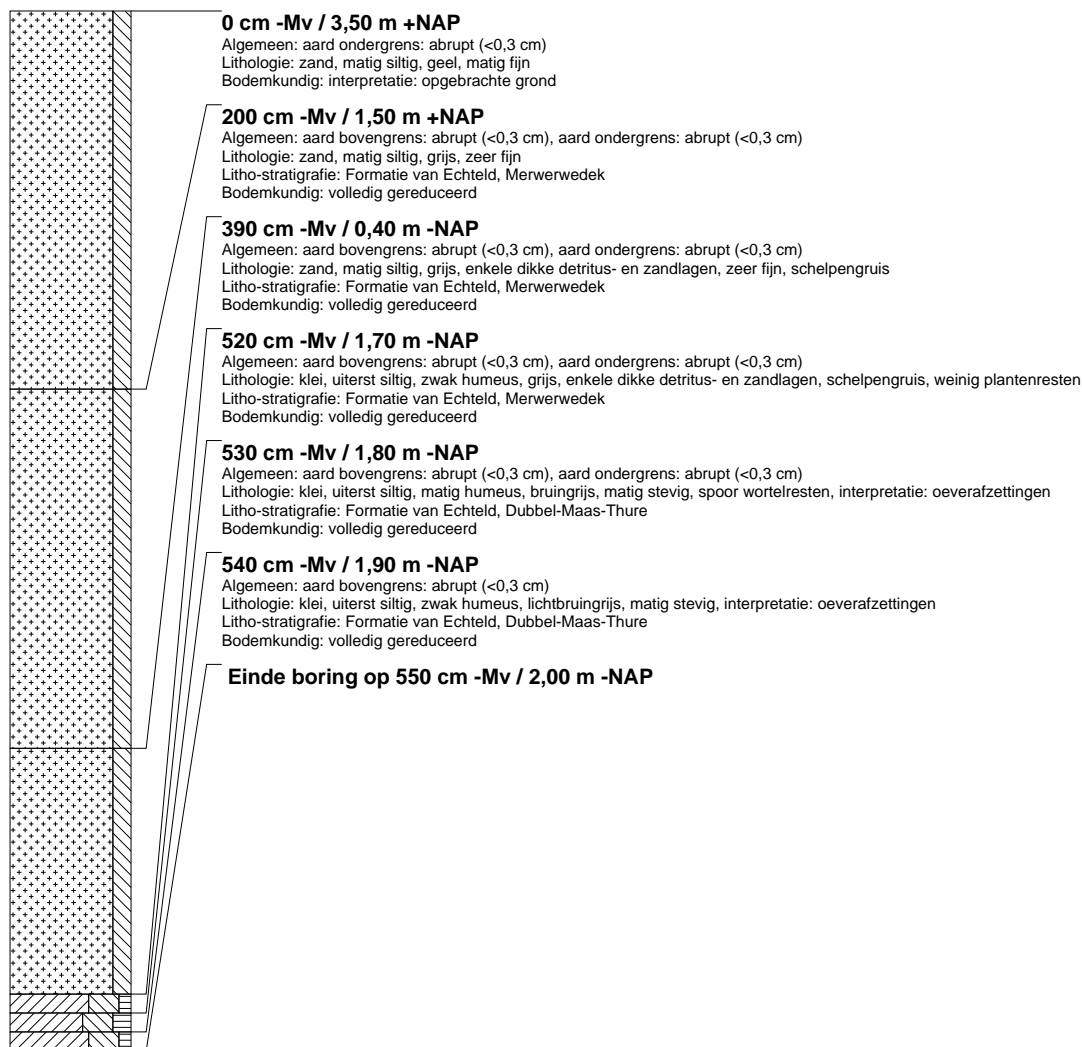 0 cm -Mv / 3,50 m +NAP
Algemeen: aard ondergrens: abrupt (<0,3 cm)
Lithologie: zand, matig siltig, geel, matig fijn
Bodemkundig: interpretatie: opgebrachte grond
200 cm -Mv / 1,50 m +NAP
Algemeen: aard bovengrens: abrupt (<0,3 cm), aard ondergrens: abrupt (<0,3 cm)
Lithologie: zand, matig siltig, grijs, zeer fijn
Litho-stratigrafie: Formatie van Echteld, Merwerwedek
Bodemkundig: volledig gereduceerd
390 cm -Mv / 0,40 m -NAP
Algemeen: aard bovengrens: abrupt (<0,3 cm), aard ondergrens: abrupt (<0,3 cm)
Lithologie: zand, matig siltig, grijs, enkele dikke detritus- en zandlagen, zeer fijn, schelpengruis
Litho-stratigrafie: Formatie van Echteld, Merwerwedek
Bodemkundig: volledig gereduceerd
520 cm -Mv / 1,70 m -NAP
Algemeen: aard bovengrens: abrupt (<0,3 cm), aard ondergrens: abrupt (<0,3 cm)
Lithologie: klei, uiterst siltig, zwak humeus, grijs, enkele dikke detritus- en zandlagen, schelpengruis, weinig plantenresten
Litho-stratigrafie: Formatie van Echteld, Merwerwedek
Bodemkundig: volledig gereduceerd
530 cm -Mv / 1,80 m -NAP
Algemeen: aard bovengrens: abrupt (<0,3 cm), aard ondergrens: abrupt (<0,3 cm)
Lithologie: klei, uiterst siltig, matig humeus, bruingrijs, matig stevig, spoor wortelresten, interpretatie: oeverafzettingen
Litho-stratigrafie: Formatie van Echteld, Dubbel-Maas-Thure
Bodemkundig: volledig gereduceerd
540 cm -Mv / 1,90 m -NAP
Algemeen: aard bovengrens: abrupt (<0,3 cm)
Lithologie: klei, uiterst siltig, zwak humeus, lichtbruingrijs, matig stevig, interpretatie: oeverafzettingen
Litho-stratigrafie: Formatie van Echteld, Dubbel-Maas-Thure
Bodemkundig: volledig gereduceerd
Einde boring op 550 cm -Mv / 2,00 m -NAP